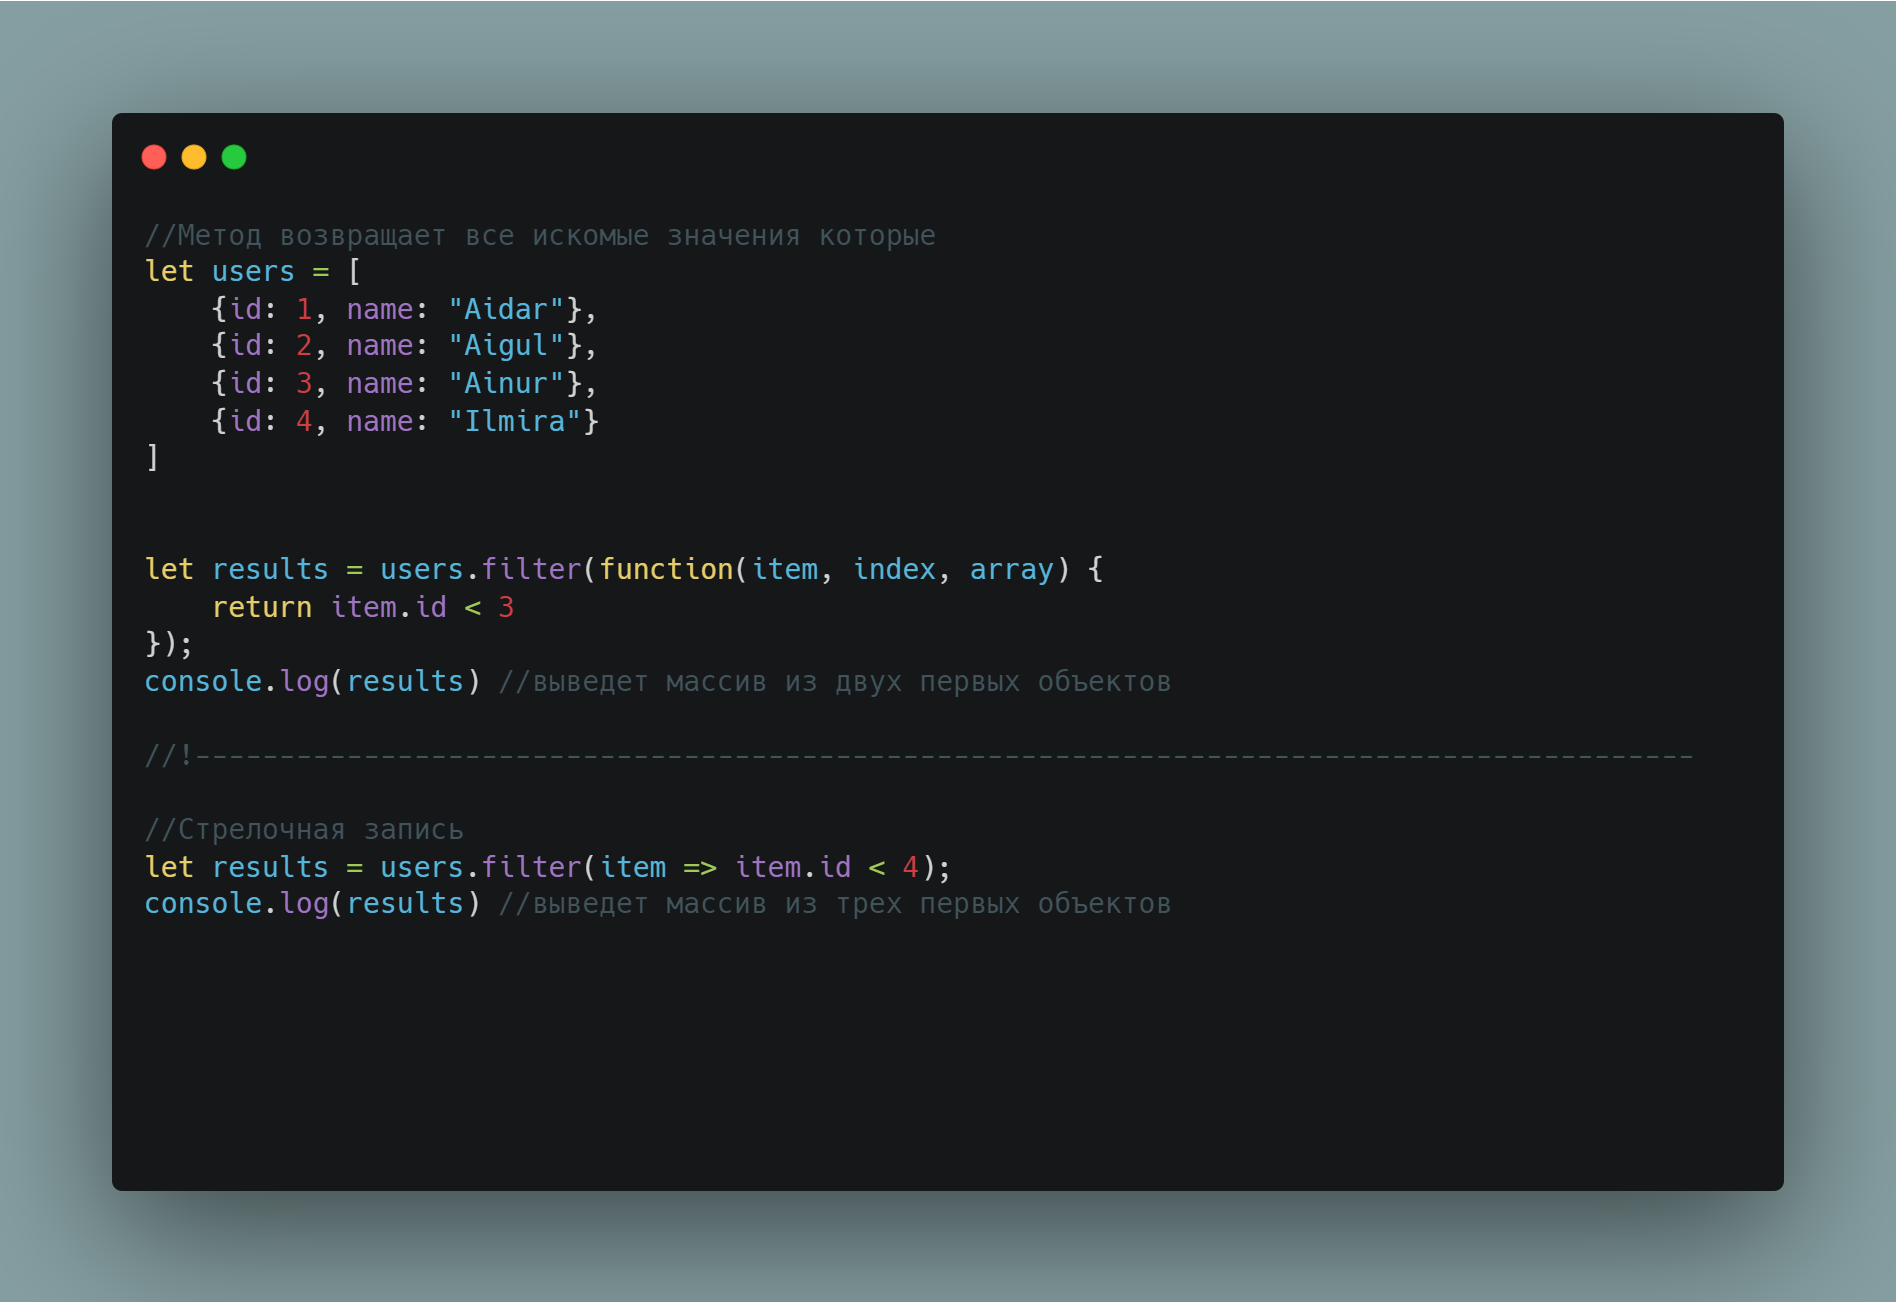 //Метод возвращает все искомые значения которые
let users = [
    {id: 1, name: "Aidar"},
    {id: 2, name: "Aigul"},
    {id: 3, name: "Ainur"},
    {id: 4, name: "Ilmira"}
]
let results = users.filter(function(item, index, array) {
    return item.id < 3
});
console.log(results) //выведет массив из двух первых объектов
//!-----------------------------------------------------------------------------------------
//Стрелочная запись
let results = users.filter(item => item.id < 4);
console.log(results) //выведет массив из трех первых объектов